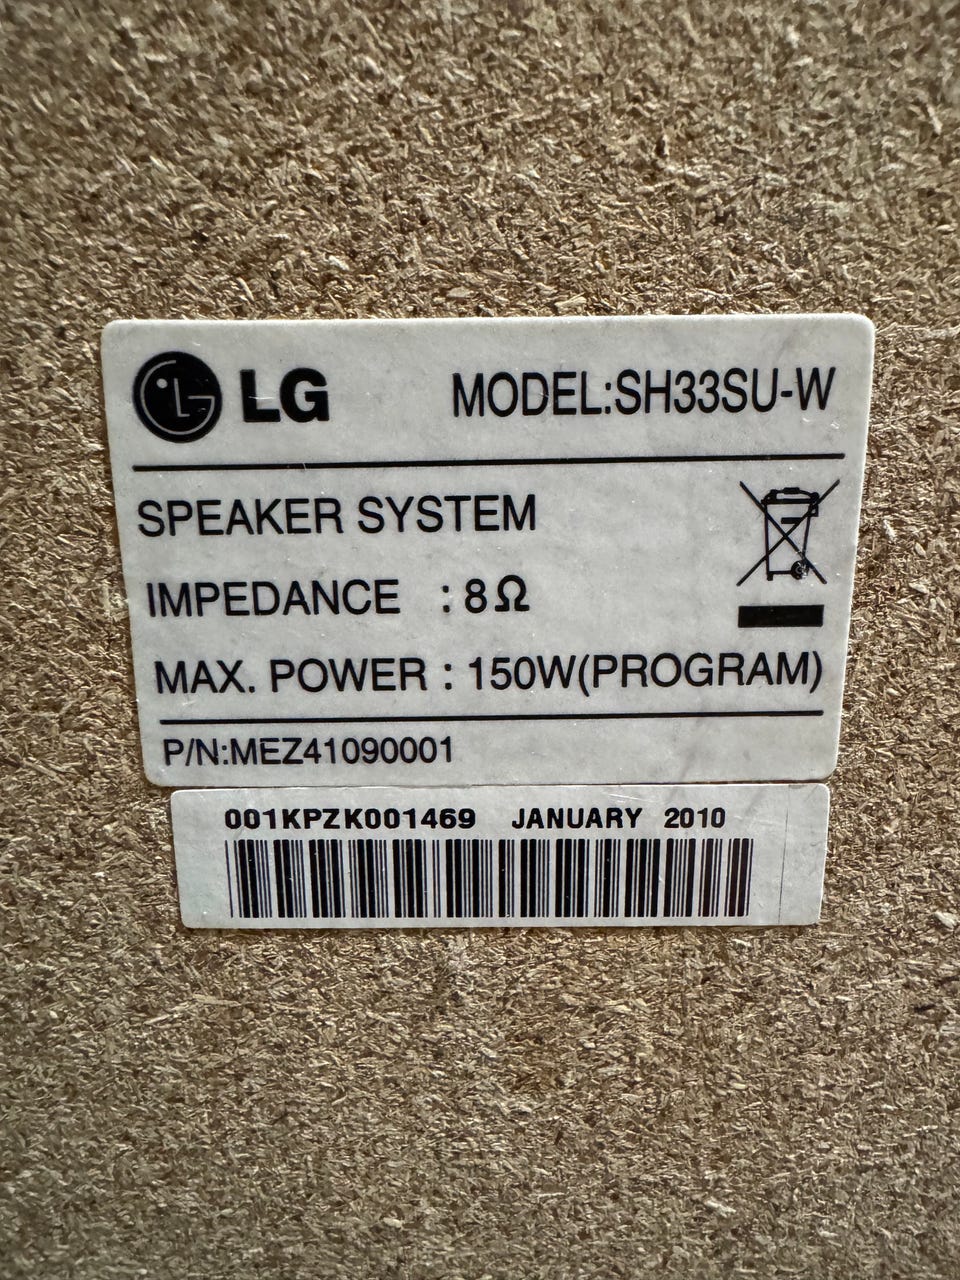 LG MODEL:SH33SU-W
SPEAKER SYSTEM
IMPEDANCE : 8Ω
MAX. POWER : 150W(PROGRAM)
P/N:MEZ41090001
001KPZK001469 JANUARY 2010